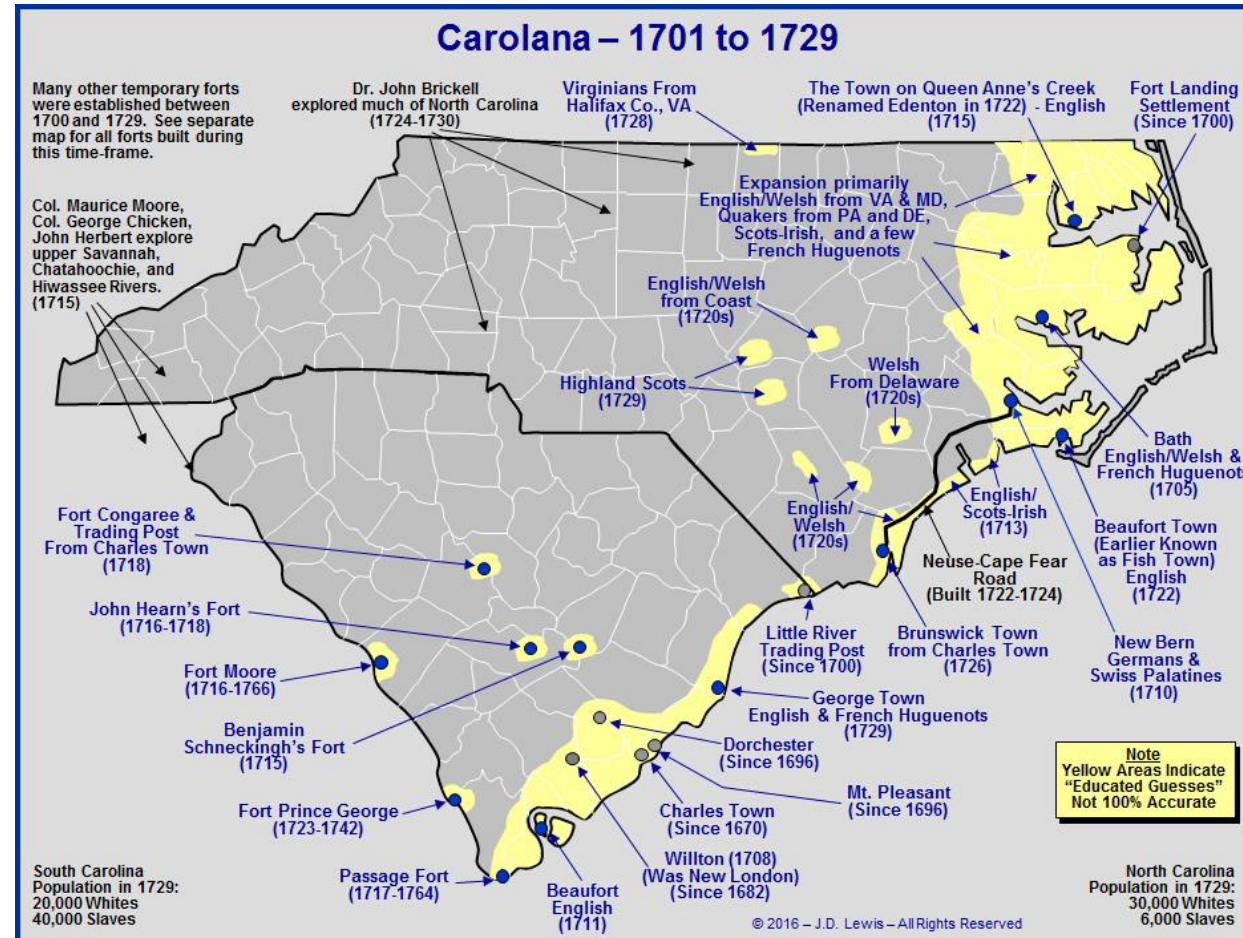 Carolana – 1701 to 1729
Many other temporary forts
were established between
1700 and 1729. See separate
map for all forts built during
this time-frame.
Dr. John Brickell
explored much of North Carolina
(1724-1730)
Virginians From
Halifax Co., VA
(1728)
The Town on Queen Anne's Creek
(Renamed Edenton in 1722) - English
(1715)
Fort Landing
Settlement
(Since 1700)
Col. Maurice Moore,
Col. George Chicken,
John Herbert explore
upper Savannah,
Chatahoochie, and
Hiwassee Rivers.
(1715)
Expansion primarily
English/Welsh from VA & MD,
Quakers from PA and DE,
Scots-Irish, and a few
French Huguenots
English/Welsh
from Coast
(1720s)
Highland Scots
(1729)
Welsh
From Delaware
(1720s)
Bath
English/Welsh &
French Huguenots
(1705)
English/
Scots-Irish
(1713)
English/
Welsh
(1720s)
Beaufort Town
(Earlier Known
as Fish Town)
English
(1722)
Neuse-Cape Fear
Road
(Built 1722-1724)
Fort Congaree &
Trading Post
From Charles Town
(1718)
John Hearn's Fort
(1716-1718)
Little River
Trading Post
(Since 1700)
Brunswick Town
from Charles Town
(1726)
New Bern
Germans &
Swiss Palatines
(1710)
Fort Moore
(1716-1766)
George Town
English & French Huguenots
(1729)
Benjamin
Schneckingh's Fort
(1715)
Dorchester
(Since 1696)
Mt. Pleasant
(Since 1696)
Note
Yellow Areas Indicate
"Educated Guesses"
Not 100% Accurate
Fort Prince George
(1723-1742)
Charles Town
(Since 1670)
Willton (1708)
(Was New London)
(Since 1682)
Passage Fort
(1717-1764)
Beaufort
English
(1711)
South Carolina
Population in 1729:
20,000 Whites
40,000 Slaves
North Carolina
Population in 1729:
30,000 Whites
6,000 Slaves
© 2016 – J.D. Lewis – All Rights Reserved